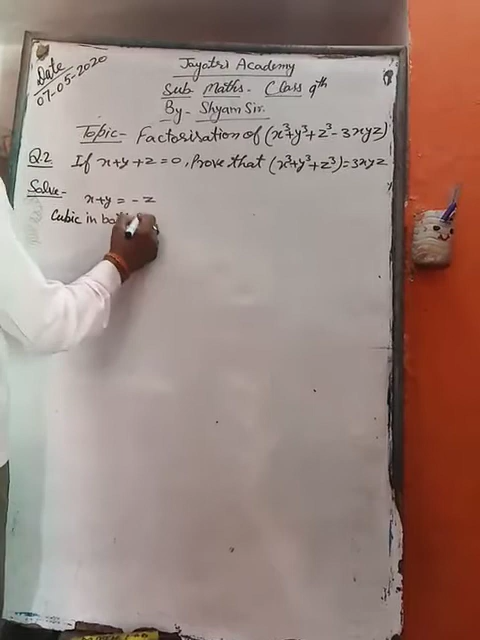 Date
07-05-2020
Jayatri Academy
Sub Maths - Class 9th
By - Shyam Sir.
Topic - Factorisation of (x³+y³+z³-3xyz)
Q.2 If x+y+z=0, Prove that (x³+y³+z³)=3xyz
Solve -
x+y = -z
Cubic in